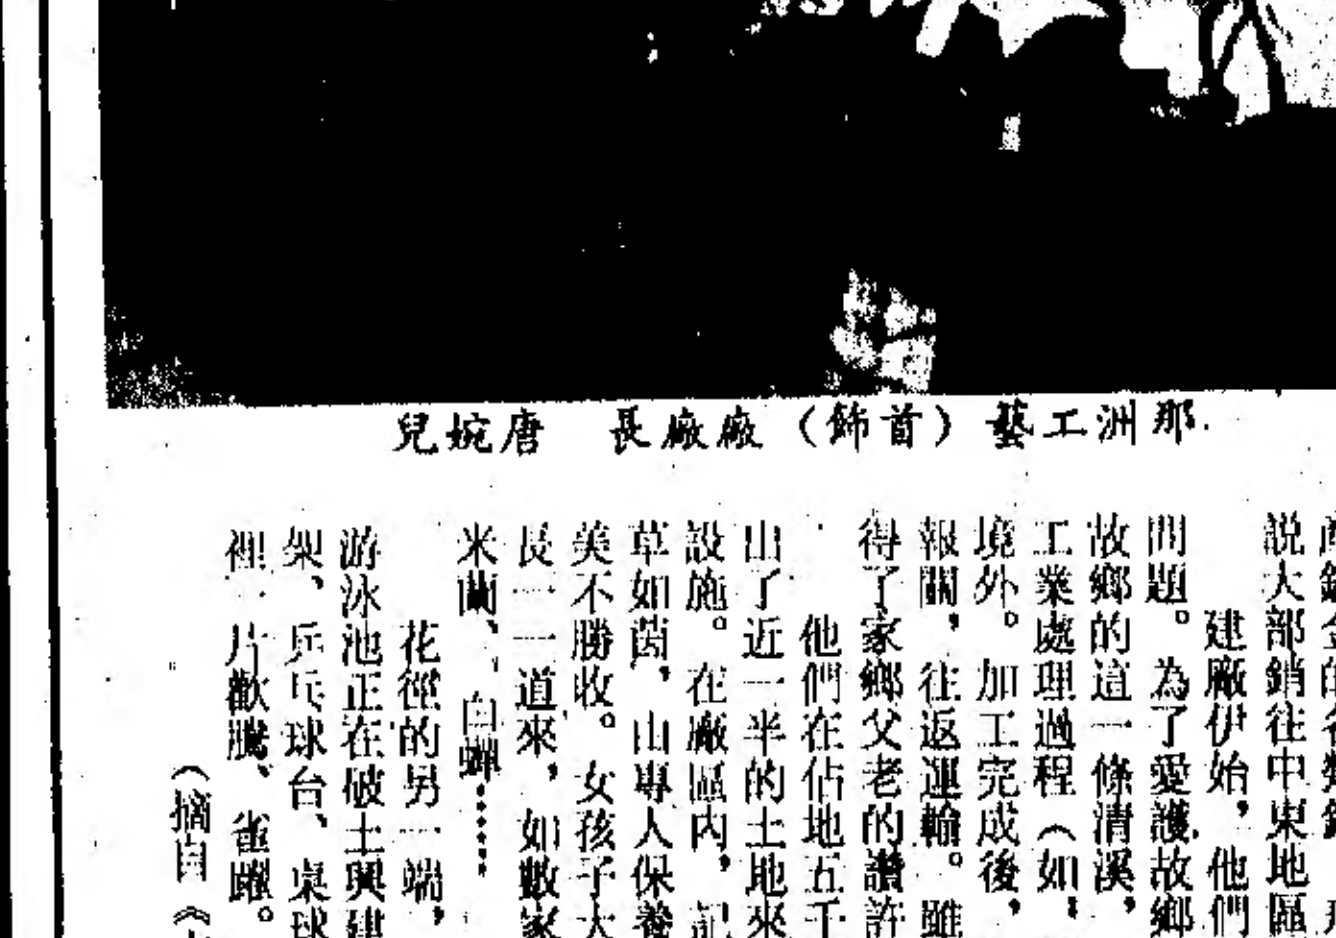 那洲工藝（首飾）廠廠長　唐婉兒
說大部銷往中東地區
建廠伊始，他們
問題。為了愛護故鄉
故鄉的這一條清溪，
工業處理過程（如，
境外。加工完成後，
報關，往返運輸。雖
得了家鄉父老的讚許
他們在佔地五千
出了近一半的土地來
設施。在廠區內，記
草如茵，由專人保養
美不勝收。女孩子大
長一一道來，如數家
米蘭、白蟬……
花徑的另一端，
游泳池正在破土興建
架、乒乓球台、桌球
裡一片歡騰、雀躍。
（摘自《